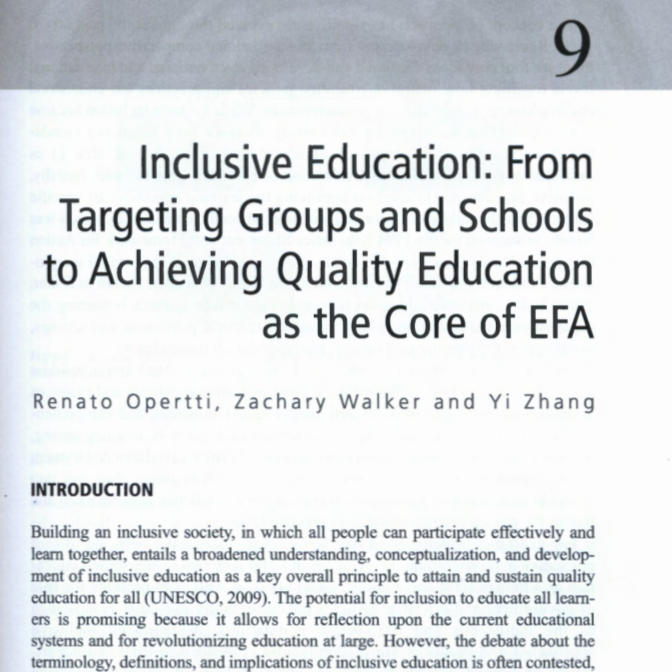 9
Inclusive Education: From
Targeting Groups and Schools
to Achieving Quality Education
as the Core of EFA
Renato Opertti, Zachary Walker and Yi Zhang
INTRODUCTION
Building an inclusive society, in which all people can participate effectively and
learn together, entails a broadened understanding, conceptualization, and develop-
ment of inclusive education as a key overall principle to attain and sustain quality
education for all (UNESCO, 2009). The potential for inclusion to educate all learn-
ers is promising because it allows for reflection upon the current educational
systems and for revolutionizing education at large. However, the debate about the
terminology, definitions, and implications of inclusive education is often contested,